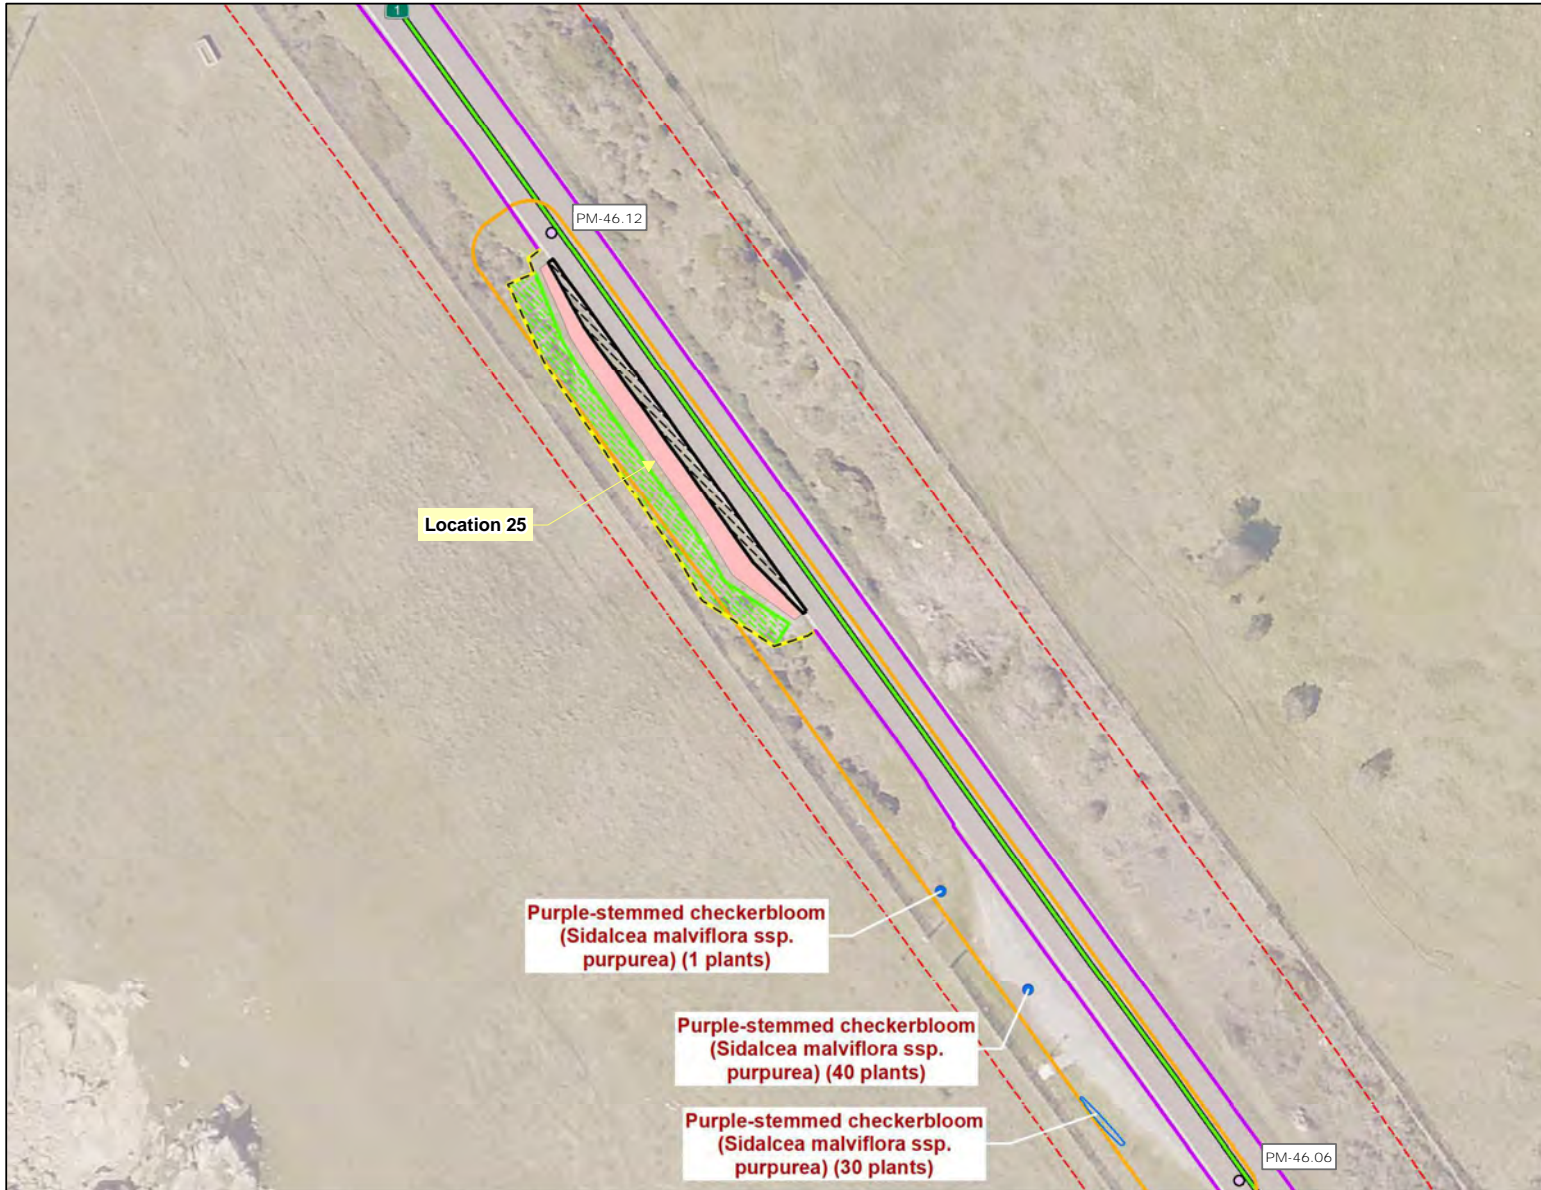 1
PM-46.12
Location 25
Purple-stemmed checkerbloom
(Sidalcea malviflora ssp.
purpurea) (1 plants)
Purple-stemmed checkerbloom
(Sidalcea malviflora ssp.
purpurea) (40 plants)
Purple-stemmed checkerbloom
(Sidalcea malviflora ssp.
purpurea) (30 plants)
PM-46.06